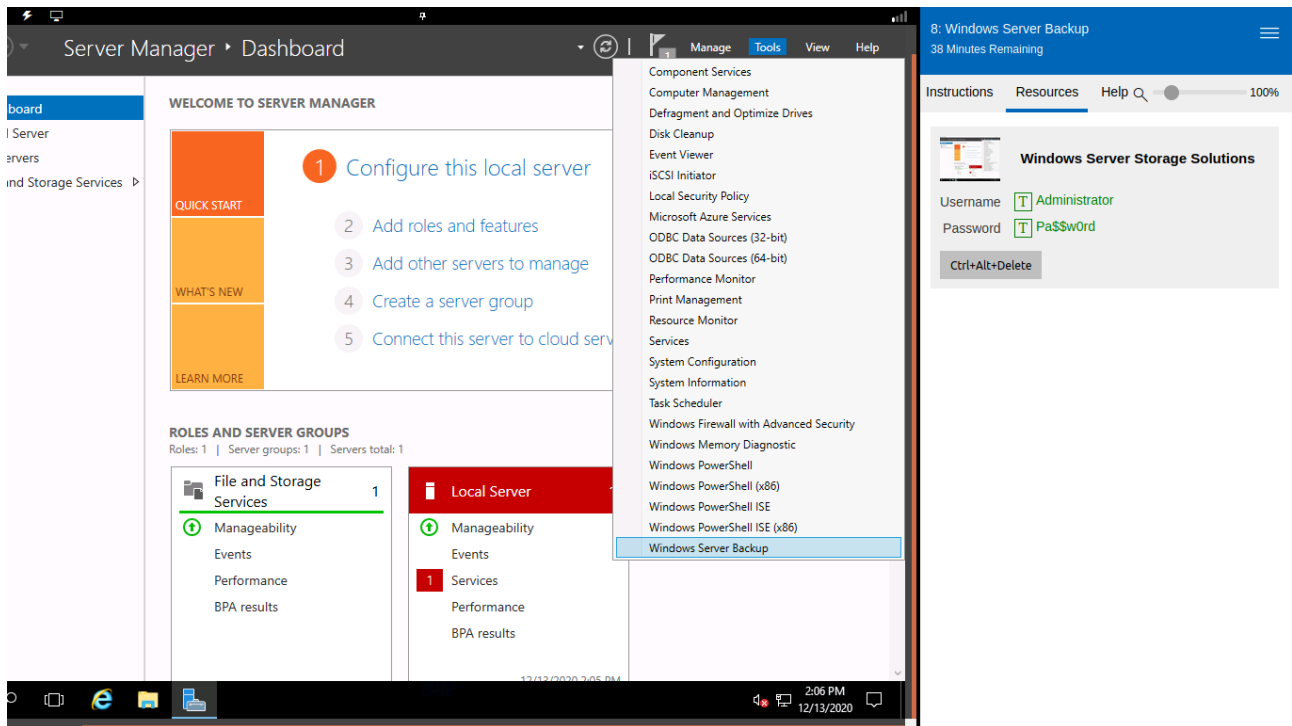 Server Manager ‣ Dashboard
1
Manage
Tools
View
Help
board
l Server
ervers
and Storage Services
WELCOME TO SERVER MANAGER
QUICK START
WHAT'S NEW
LEARN MORE
1 Configure this local server
2 Add roles and features
3 Add other servers to manage
4 Create a server group
5 Connect this server to cloud serv
ROLES AND SERVER GROUPS
Roles: 1 | Server groups: 1 | Servers total: 1
File and Storage
Services
1
Manageability
Events
Performance
BPA results
Local Server
Manageability
Events
1 Services
Performance
BPA results
12/13/2020 2:05 PM
Component Services
Computer Management
Defragment and Optimize Drives
Disk Cleanup
Event Viewer
iSCSI Initiator
Local Security Policy
Microsoft Azure Services
ODBC Data Sources (32-bit)
ODBC Data Sources (64-bit)
Performance Monitor
Print Management
Resource Monitor
Services
System Configuration
System Information
Task Scheduler
Windows Firewall with Advanced Security
Windows Memory Diagnostic
Windows PowerShell
Windows PowerShell (x86)
Windows PowerShell ISE
Windows PowerShell ISE (x86)
Windows Server Backup
2:06 PM
12/13/2020
8: Windows Server Backup
38 Minutes Remaining
Instructions
Resources
Help
100%
Windows Server Storage Solutions
Username T Administrator
Password T Pa$$w0rd
Ctrl+Alt+Delete